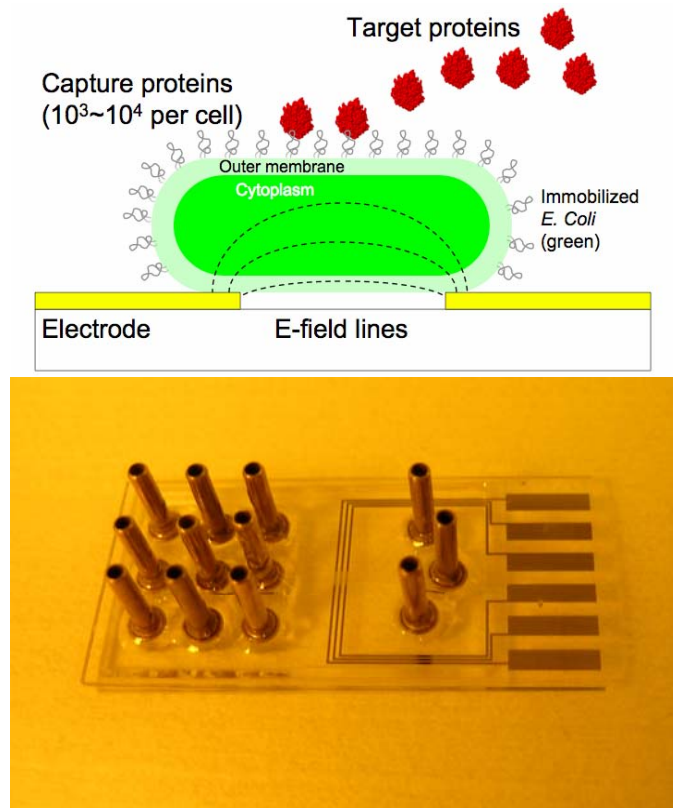 Target proteins
Capture proteins
(10³~10⁴ per cell)
Outer membrane
Cytoplasm
Immobilized
E. Coli
(green)
Electrode
E-field lines